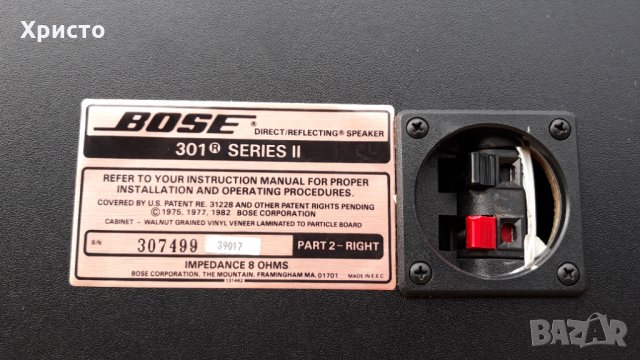 Христо
BOSE DIRECT/REFLECTING® SPEAKER
301® SERIES II
REFER TO YOUR INSTRUCTION MANUAL FOR PROPER
INSTALLATION AND OPERATING PROCEDURES.
COVERED BY U.S. PATENT RE. 31228 AND OTHER PATENT RIGHTS PENDING
©1975, 1977, 1982 BOSE CORPORATION
CABINET - WALNUT GRAINED VINYL VENEER LAMINATED TO PARTICLE BOARD
S/N 307499 39017 PART 2-RIGHT
IMPEDANCE 8 OHMS
BOSE CORPORATION, THE MOUNTAIN, FRAMINGHAM MA. 01701 MADE IN E.E.C
BAZAR
bg